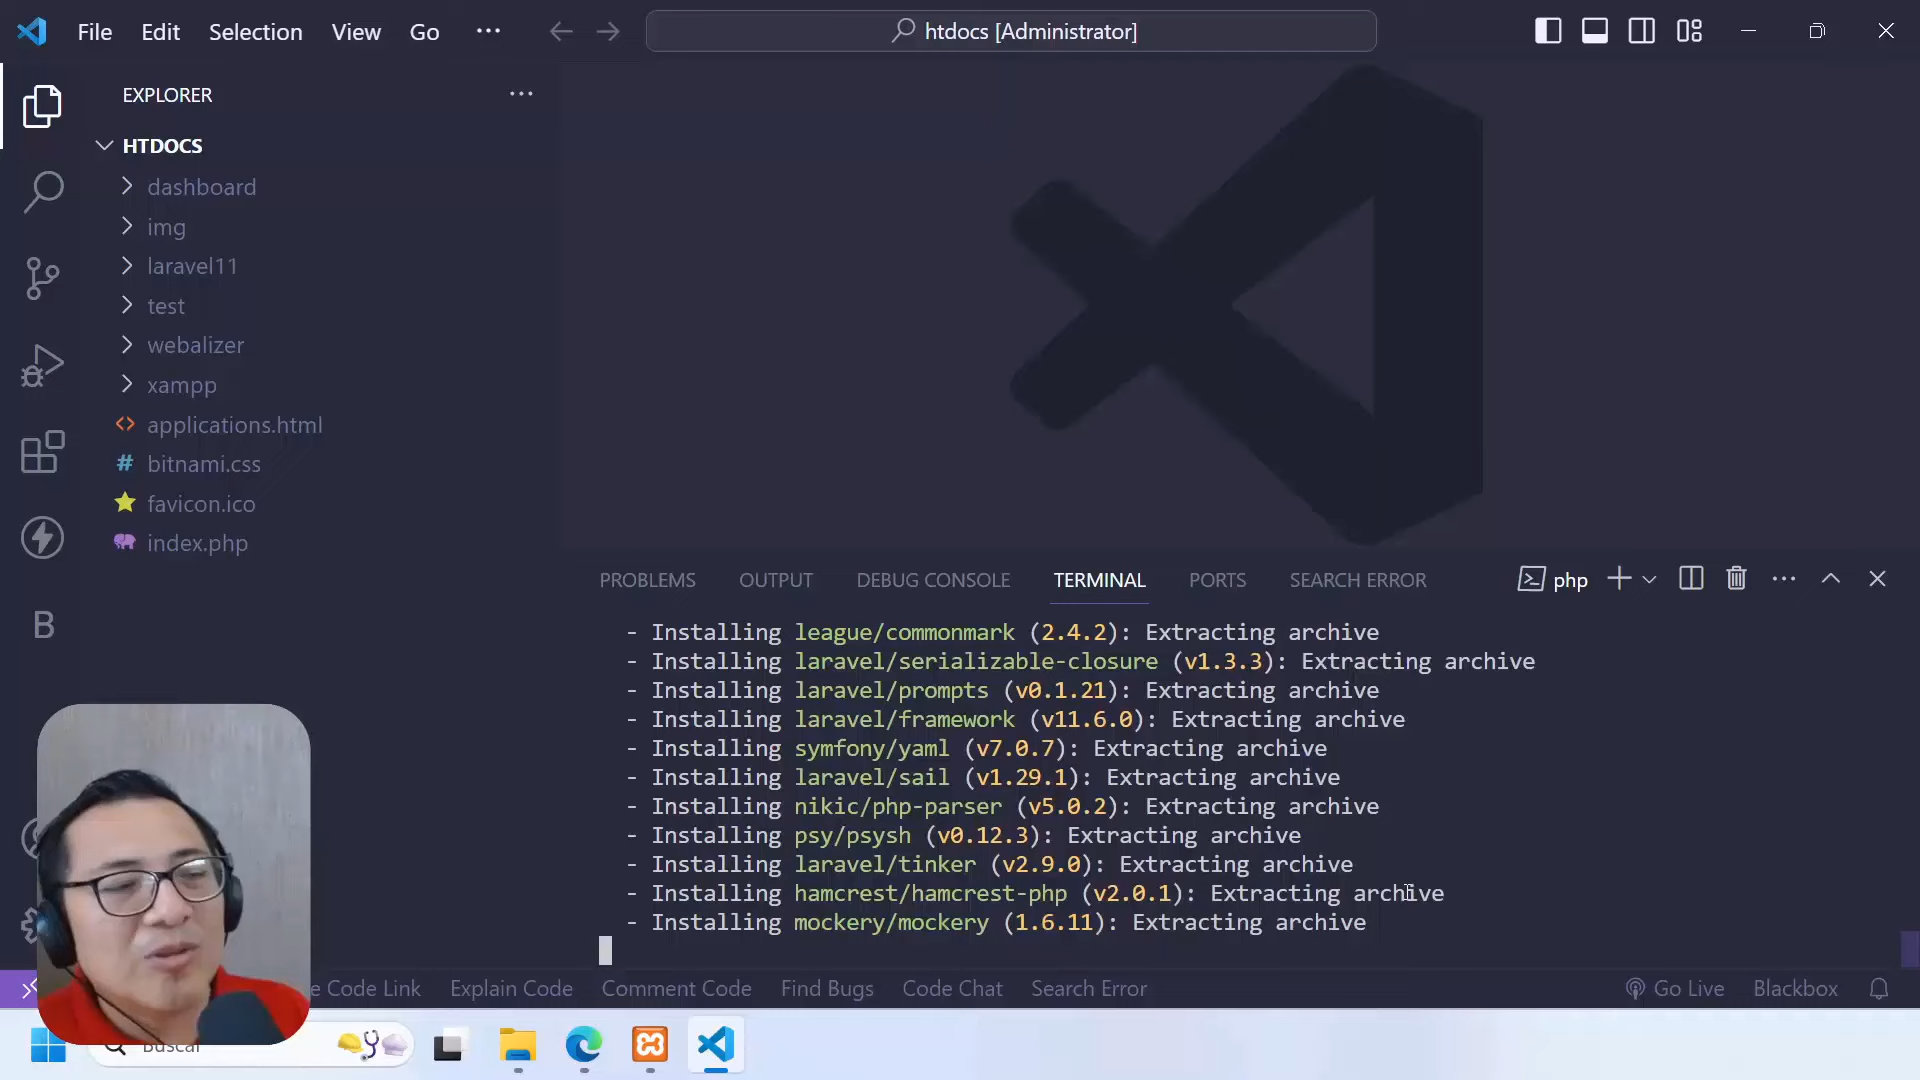 File Edit Selection View Go
htdocs [Administrator]
EXPLORER
HTDOCS
dashboard
img
laravel11
test
webalizer
xampp
applications.html
bitnami.css
favicon.ico
index.php
B
PROBLEMS OUTPUT DEBUG CONSOLE TERMINAL PORTS SEARCH ERROR
php
- Installing league/commonmark (2.4.2): Extracting archive
- Installing laravel/serializable-closure (v1.3.3): Extracting archive
- Installing laravel/prompts (v0.1.21): Extracting archive
- Installing laravel/framework (v11.6.0): Extracting archive
- Installing symfony/yaml (v7.0.7): Extracting archive
- Installing laravel/sail (v1.29.1): Extracting archive
- Installing nikic/php-parser (v5.0.2): Extracting archive
- Installing psy/psysh (v0.12.3): Extracting archive
- Installing laravel/tinker (v2.9.0): Extracting archive
- Installing hamcrest/hamcrest-php (v2.0.1): Extracting archive
- Installing mockery/mockery (1.6.11): Extracting archive
Code Link Explain Code Comment Code Find Bugs Code Chat Search Error Go Live Blackbox
Buscar